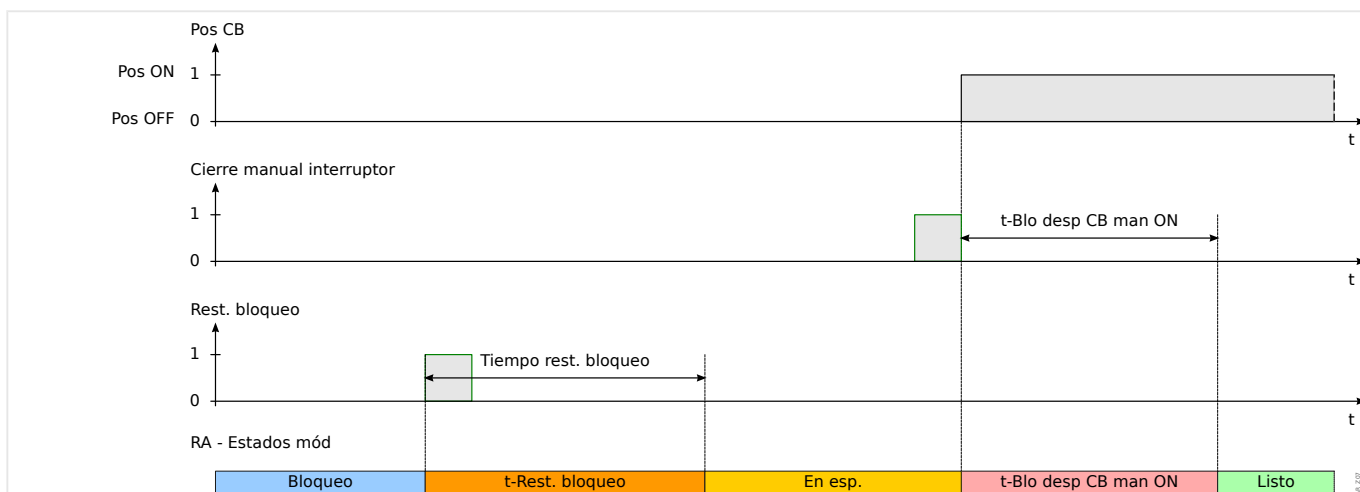 Pos CB
Pos ON 1
Pos OFF 0
t
Cierre manual interruptor
1
t-Blo desp CB man ON
0
t
Rest. bloqueo
1
Tiempo rest. bloqueo
0
t
RA - Estados mód
Bloqueo t-Rest. bloqueo En esp. t-Blo desp CB man ON Listo